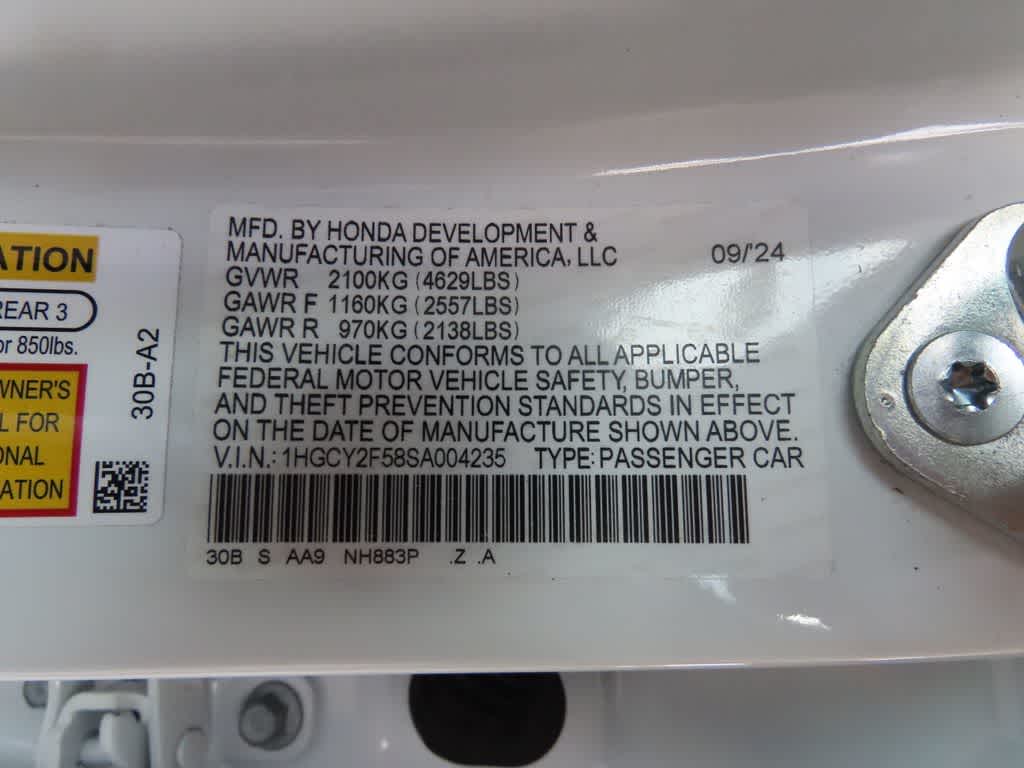 ATION
REAR 3
or 850lbs.
WNER'S
L FOR
ONAL
ATION
30B-A2
MFD. BY HONDA DEVELOPMENT &
MANUFACTURING OF AMERICA, LLC 09/'24
GVWR 2100KG (4629LBS)
GAWR F 1160KG (2557LBS)
GAWR R 970KG (2138LBS)
THIS VEHICLE CONFORMS TO ALL APPLICABLE
FEDERAL MOTOR VEHICLE SAFETY, BUMPER,
AND THEFT PREVENTION STANDARDS IN EFFECT
ON THE DATE OF MANUFACTURE SHOWN ABOVE.
V.I.N.: 1HGCY2F58SA004235 TYPE: PASSENGER CAR
30B S AA9 NH883P .Z .A